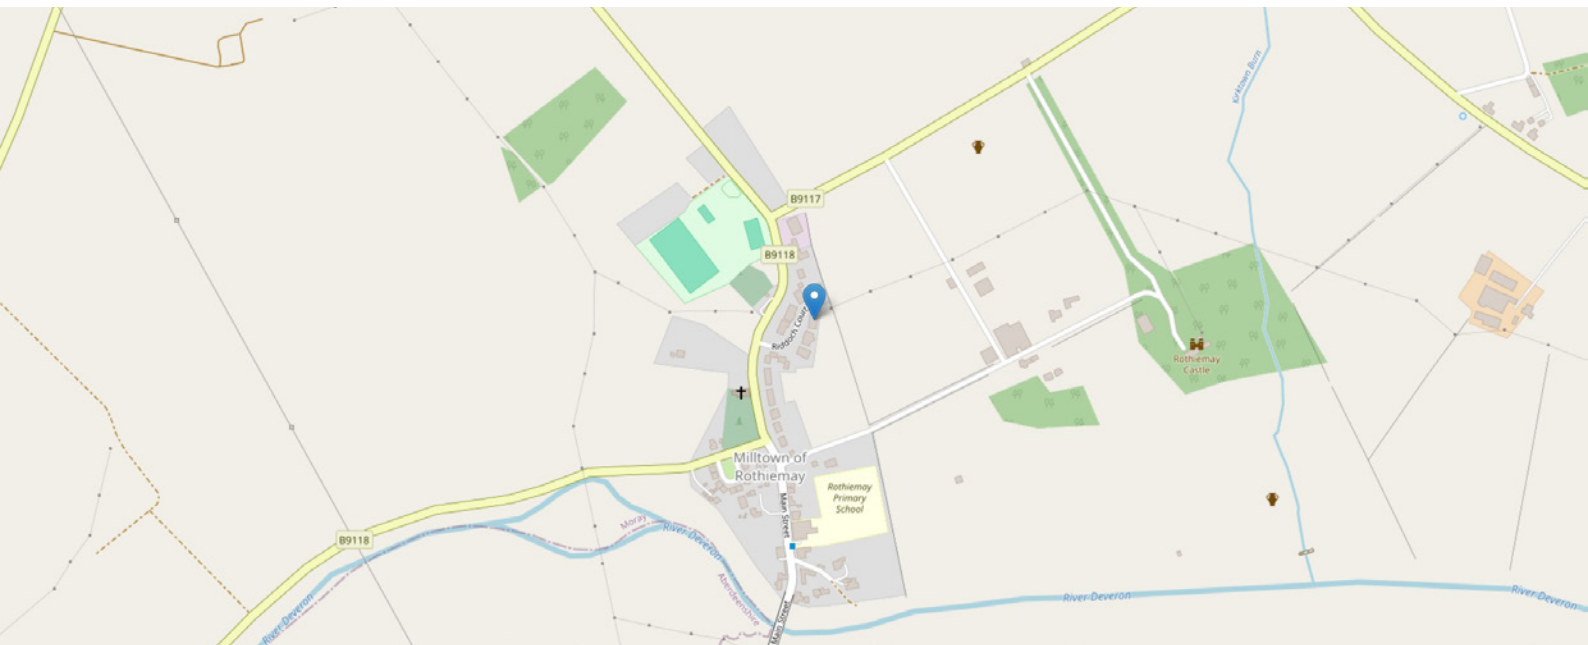 Kirktown Burn
B9117
B9118
Riddoch Court
Rothiemay
Castle
Milltown of
Rothiemay
Rothiemay
Primary
School
Main Street
Moray
River Deveron
B9118
Aberdeenshire
River Deveron
River Deveron
River Deveron
Main Street